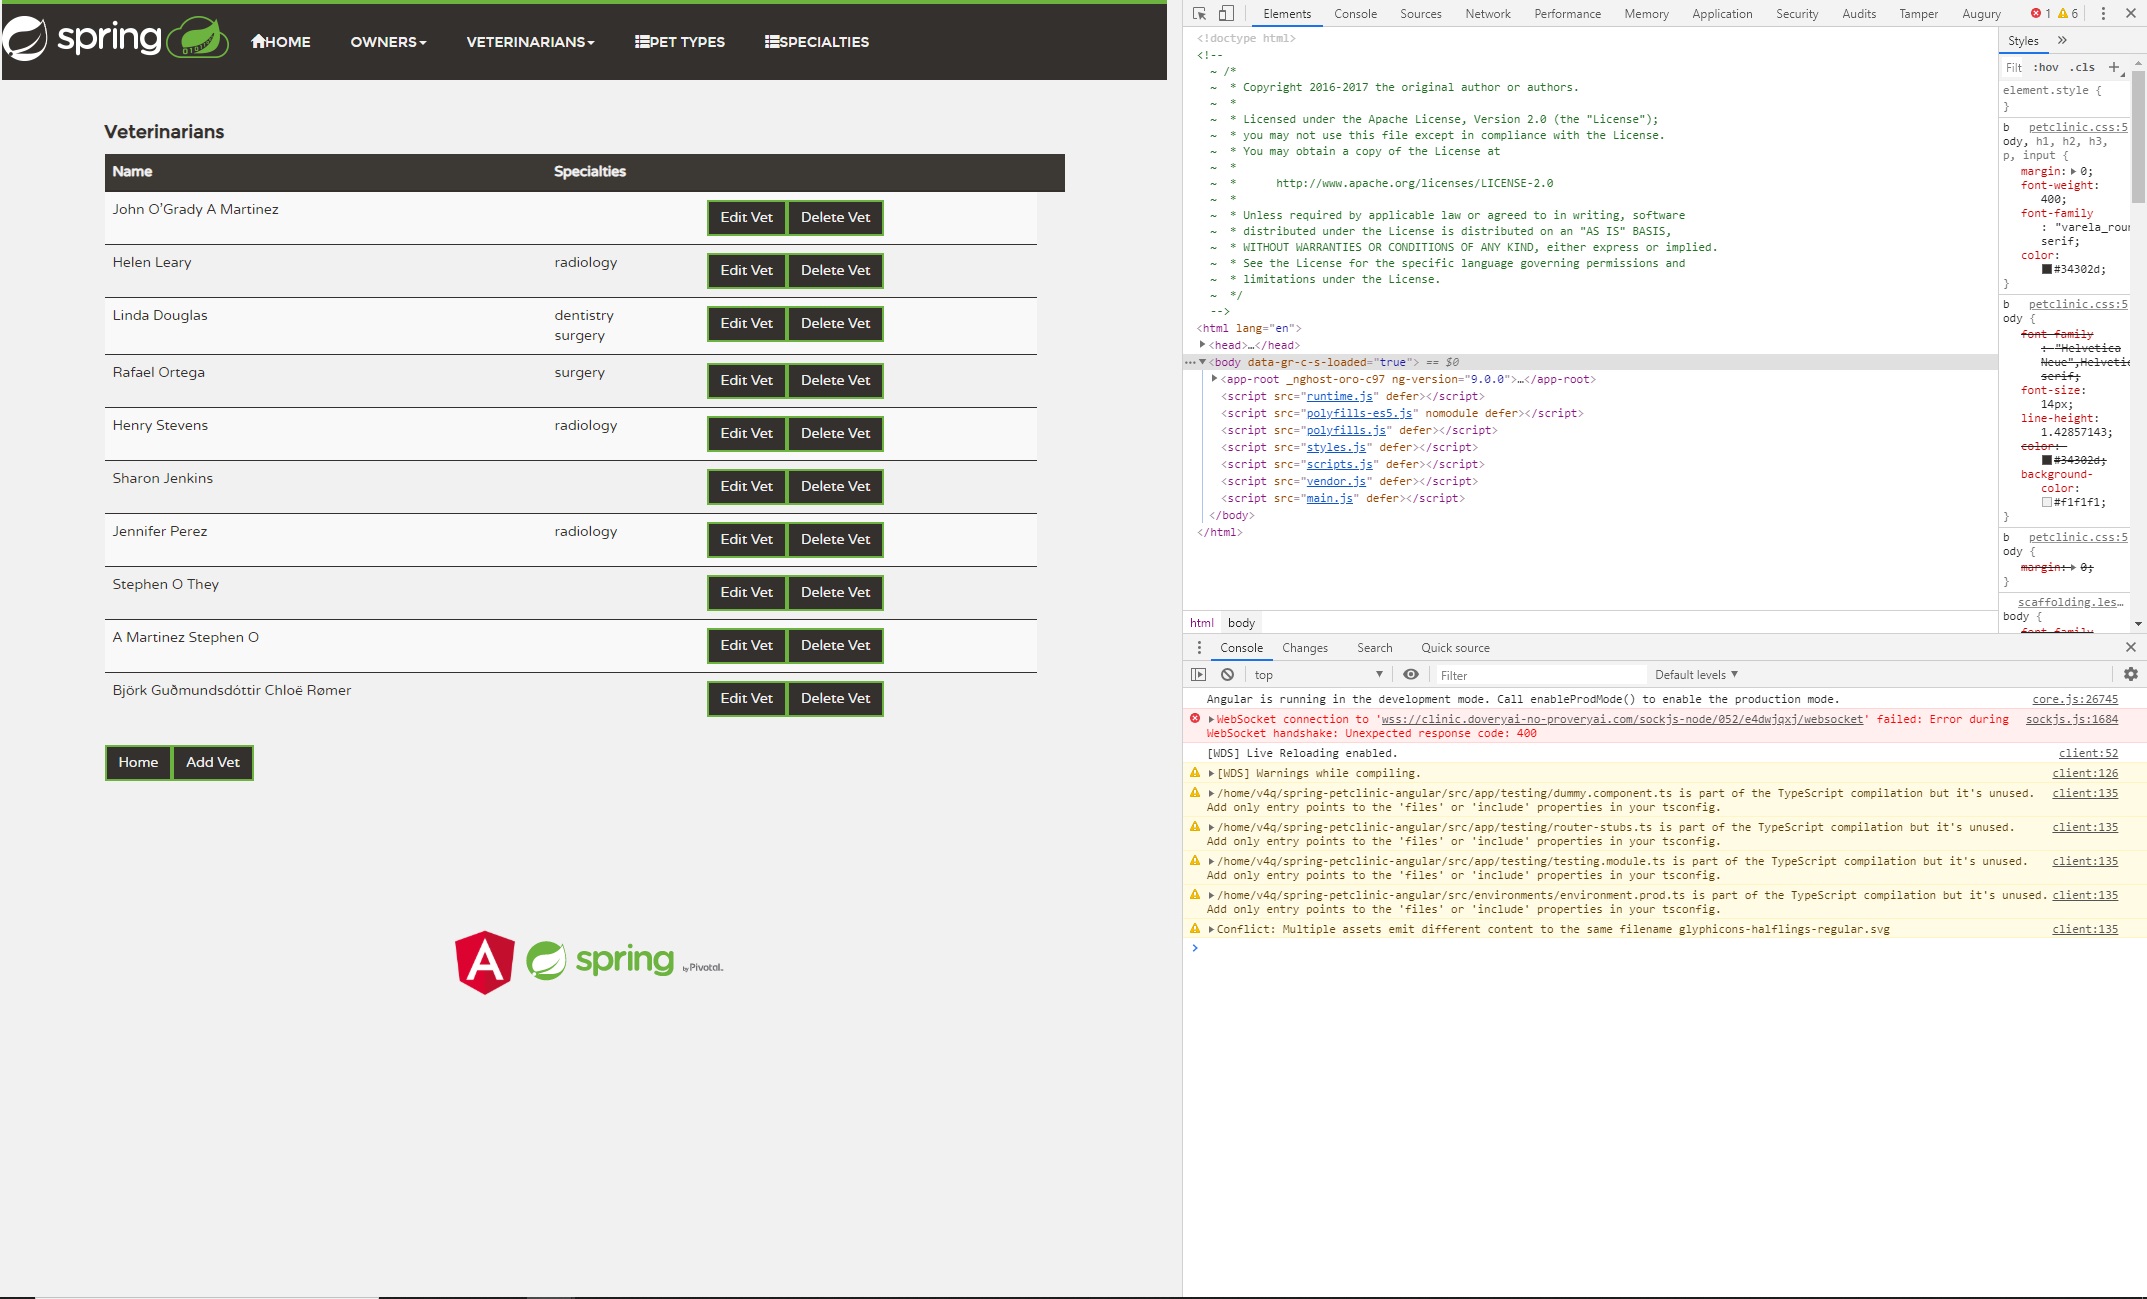 spring
HOME
OWNERS
VETERINARIANS
PET TYPES
SPECIALTIES
Veterinarians
Name Specialties
John O'Grady A Martinez Edit Vet Delete Vet
Helen Leary radiology Edit Vet Delete Vet
Linda Douglas dentistry Edit Vet Delete Vet
surgery
Rafael Ortega surgery Edit Vet Delete Vet
Henry Stevens radiology Edit Vet Delete Vet
Sharon Jenkins Edit Vet Delete Vet
Jennifer Perez radiology Edit Vet Delete Vet
Stephen O They Edit Vet Delete Vet
A Martinez Stephen O Edit Vet Delete Vet
Björk Guðmundsdóttir Chloë Rømer Edit Vet Delete Vet
Home Add Vet
A spring by Pivotal.
Elements Console Sources Network Performance Memory Application Security Audits Tamper Augury 1 6
<!doctype html>
<!--
~ /*
~ * Copyright 2016-2017 the original author or authors.
~ *
~ * Licensed under the Apache License, Version 2.0 (the "License");
~ * you may not use this file except in compliance with the License.
~ * You may obtain a copy of the License at
~ *
~ * http://www.apache.org/licenses/LICENSE-2.0
~ *
~ * Unless required by applicable law or agreed to in writing, software
~ * distributed under the License is distributed on an "AS IS" BASIS,
~ * WITHOUT WARRANTIES OR CONDITIONS OF ANY KIND, either express or implied.
~ * See the License for the specific language governing permissions and
~ * limitations under the License.
~ */
-->
<html lang="en">
<head>…</head>
<body data-gr-c-s-loaded="true"> == $0
<app-root _nghost-oro-c97 ng-version="9.0.0">…</app-root>
<script src="runtime.js" defer></script>
<script src="polyfills-es5.js" nomodule defer></script>
<script src="polyfills.js" defer></script>
<script src="styles.js" defer></script>
<script src="scripts.js" defer></script>
<script src="vendor.js" defer></script>
<script src="main.js" defer></script>
</body>
</html>
html body
Styles »
Filt :hov .cls +
element.style {
}
b petclinic.css:5
ody, h1, h2, h3,
p, input {
margin: 0;
font-weight:
400;
font-family
: "varela_rou
serif;
color:
#34302d;
}
b petclinic.css:5
ody {
font-family
: "Helvetica
Neue",Helvetic
serif;
font-size:
14px;
line-height:
1.42857143;
color:
#34302d;
background-
color:
#f1f1f1;
}
b petclinic.css:5
ody {
margin: 0;
}
scaffolding.les…
body {
font-family
Console Changes Search Quick source
top Filter Default levels
Angular is running in the development mode. Call enableProdMode() to enable the production mode. core.js:26745
WebSocket connection to 'wss://clinic.doveryai-no-proveryai.com/sockjs-node/052/e4dwjqxj/websocket' failed: Error during sockjs.js:1684
WebSocket handshake: Unexpected response code: 400
[WDS] Live Reloading enabled. client:52
[WDS] Warnings while compiling. client:126
/home/v4q/spring-petclinic-angular/src/app/testing/dummy.component.ts is part of the TypeScript compilation but it's unused. client:135
Add only entry points to the 'files' or 'include' properties in your tsconfig.
/home/v4q/spring-petclinic-angular/src/app/testing/router-stubs.ts is part of the TypeScript compilation but it's unused. client:135
Add only entry points to the 'files' or 'include' properties in your tsconfig.
/home/v4q/spring-petclinic-angular/src/app/testing/testing.module.ts is part of the TypeScript compilation but it's unused. client:135
Add only entry points to the 'files' or 'include' properties in your tsconfig.
/home/v4q/spring-petclinic-angular/src/environments/environment.prod.ts is part of the TypeScript compilation but it's unused. client:135
Add only entry points to the 'files' or 'include' properties in your tsconfig.
Conflict: Multiple assets emit different content to the same filename glyphicons-halflings-regular.svg client:135